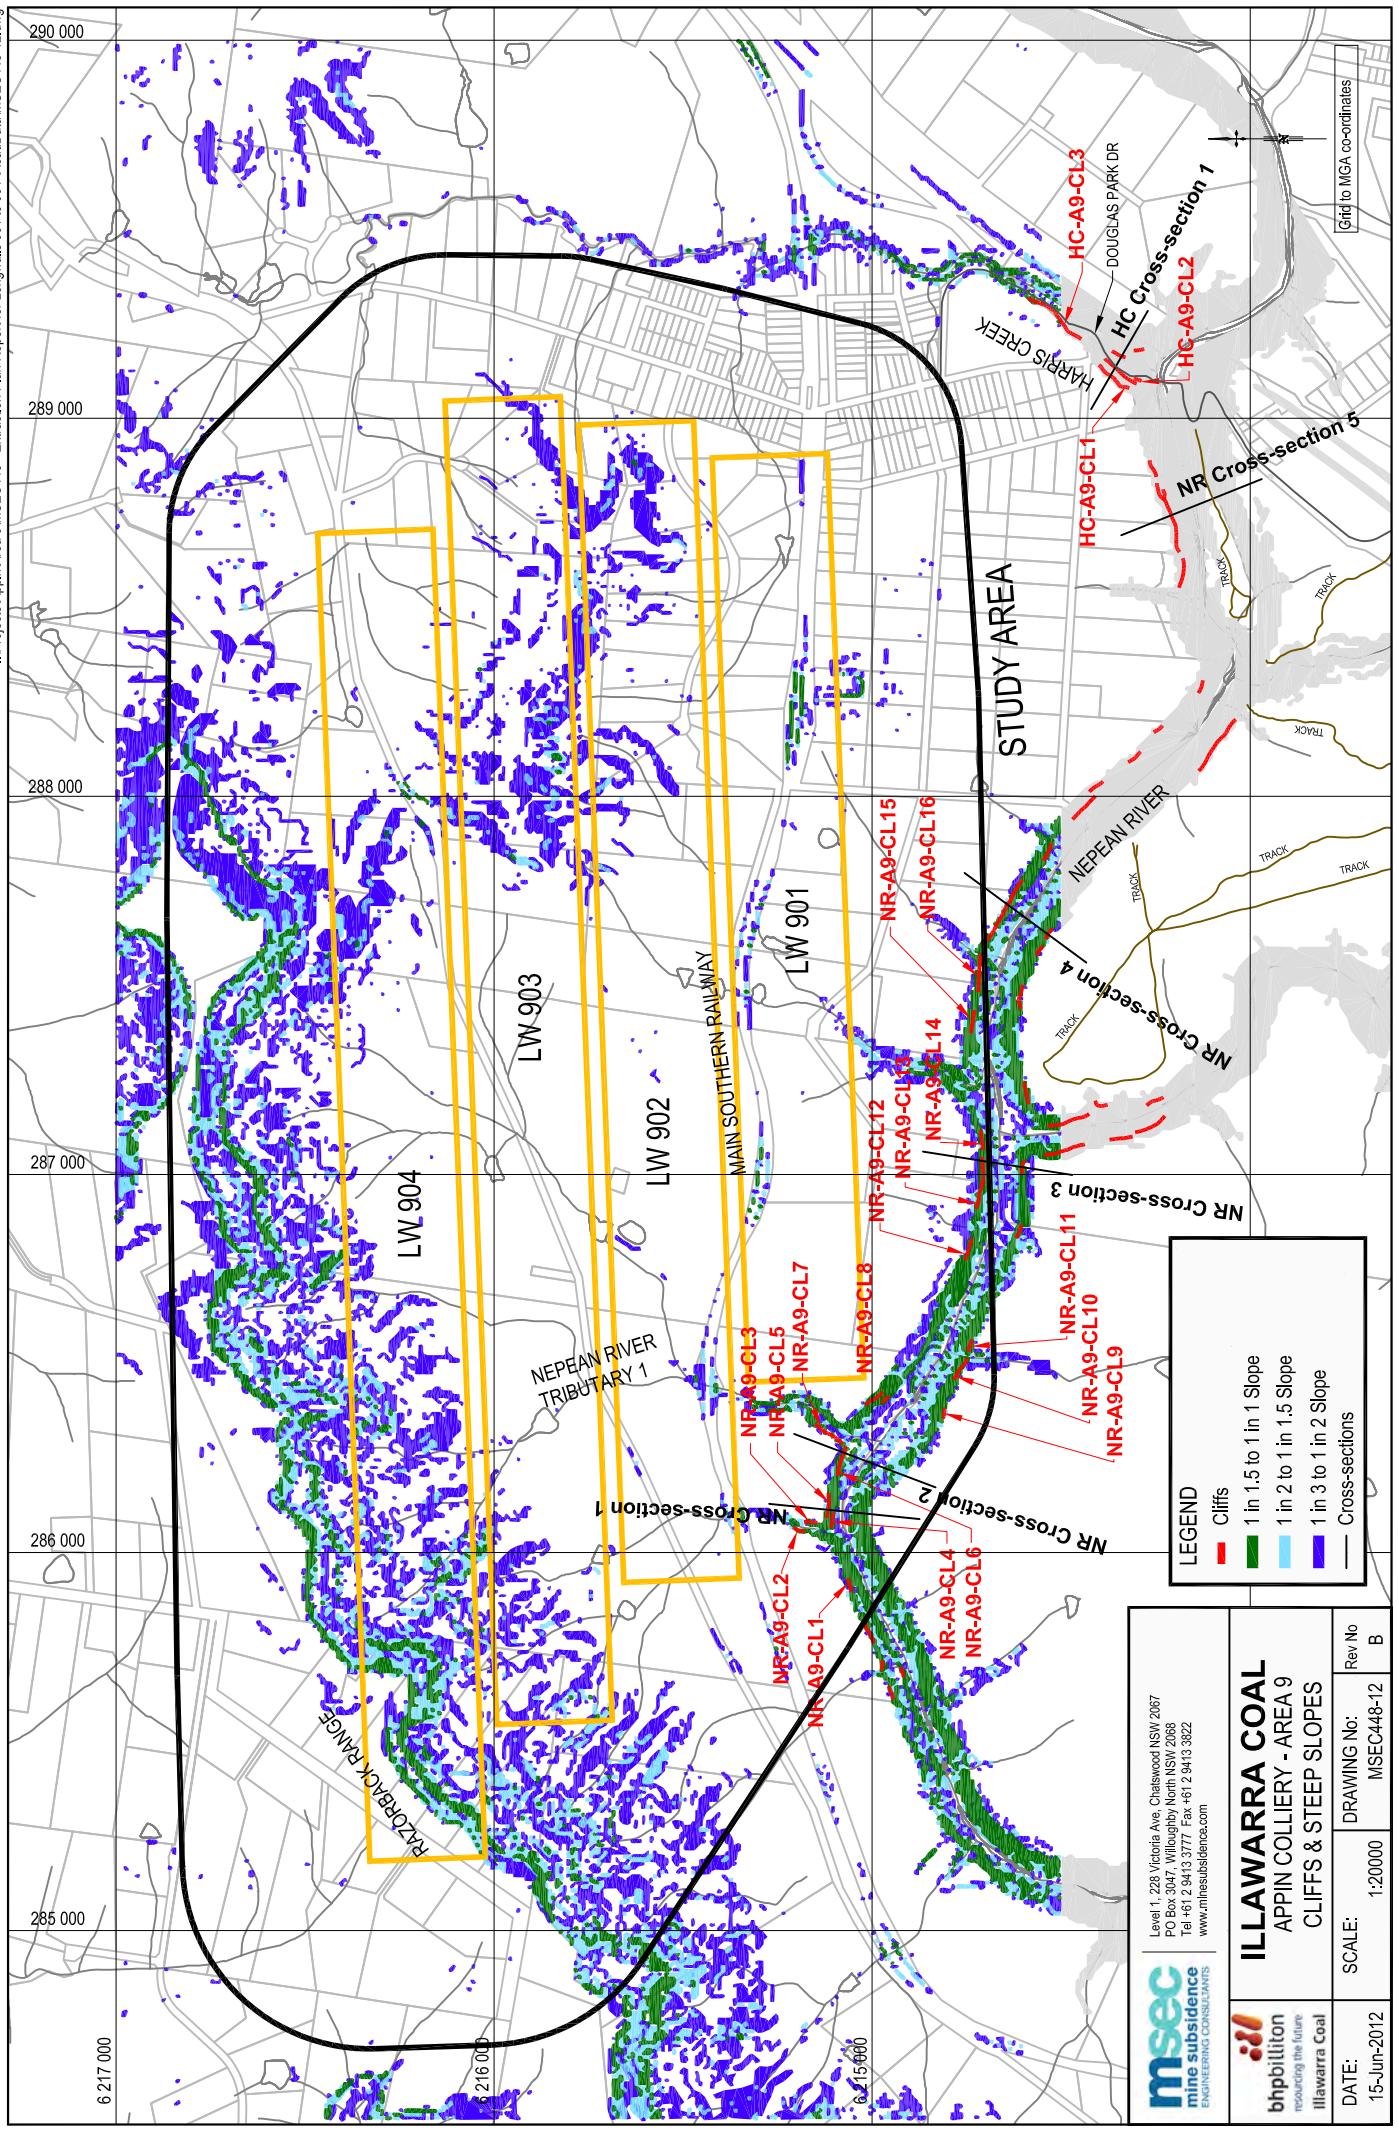 290 000
289 000
288 000
287 000
286 000
285 000
6 217 000
6 216 000
6 215 000
Grid to MGA co-ordinates
N
HC-A9-CL3
DOUGLAS PARK DR
HC Cross-section 1
HC-A9-CL2
HARRIS CREEK
HC-A9-CL1
NR Cross-section 5
TRACK
TRACK
TRACK
STUDY AREA
NEPEAN RIVER
TRACK
TRACK
TRACK
TRACK
NR-A9-CL15
NR-A9-CL16
NR Cross-section 4
LW 901
LW 902
LW 903
LW 904
MAIN SOUTHERN RAILWAY
NR-A9-CL12
NR-A9-CL13
NR-A9-CL14
NR Cross-section 3
NR-A9-CL3
NR-A9-CL5
NR-A9-CL7
NR-A9-CL8
NR-A9-CL11
NR-A9-CL10
NR-A9-CL9
NEPEAN RIVER
TRIBUTARY 1
NR Cross-section 1
NR Cross-section 2
NR-A9-CL2
NR-A9-CL1
NR-A9-CL4
NR-A9-CL6
RAZORBACK RANGE
LEGEND
Cliffs
1 in 1.5 to 1 in 1 Slope
1 in 2 to 1 in 1.5 Slope
1 in 3 to 1 in 2 Slope
Cross-sections
msec
mine subsidence
ENGINEERING CONSULTANTS
Level 1, 228 Victoria Ave, Chatswood NSW 2067
PO Box 3047, Willoughby North NSW 2068
Tel +61 2 9413 3777 Fax +61 2 9413 3822
www.minesubsidence.com
bhpbilliton
resourcing the future
Illawarra Coal
ILLAWARRA COAL
APPIN COLLIERY - AREA 9
CLIFFS & STEEP SLOPES
DATE:
15-Jun-2012
SCALE:
1:20000
DRAWING No:
MSEC448-12
Rev No
B